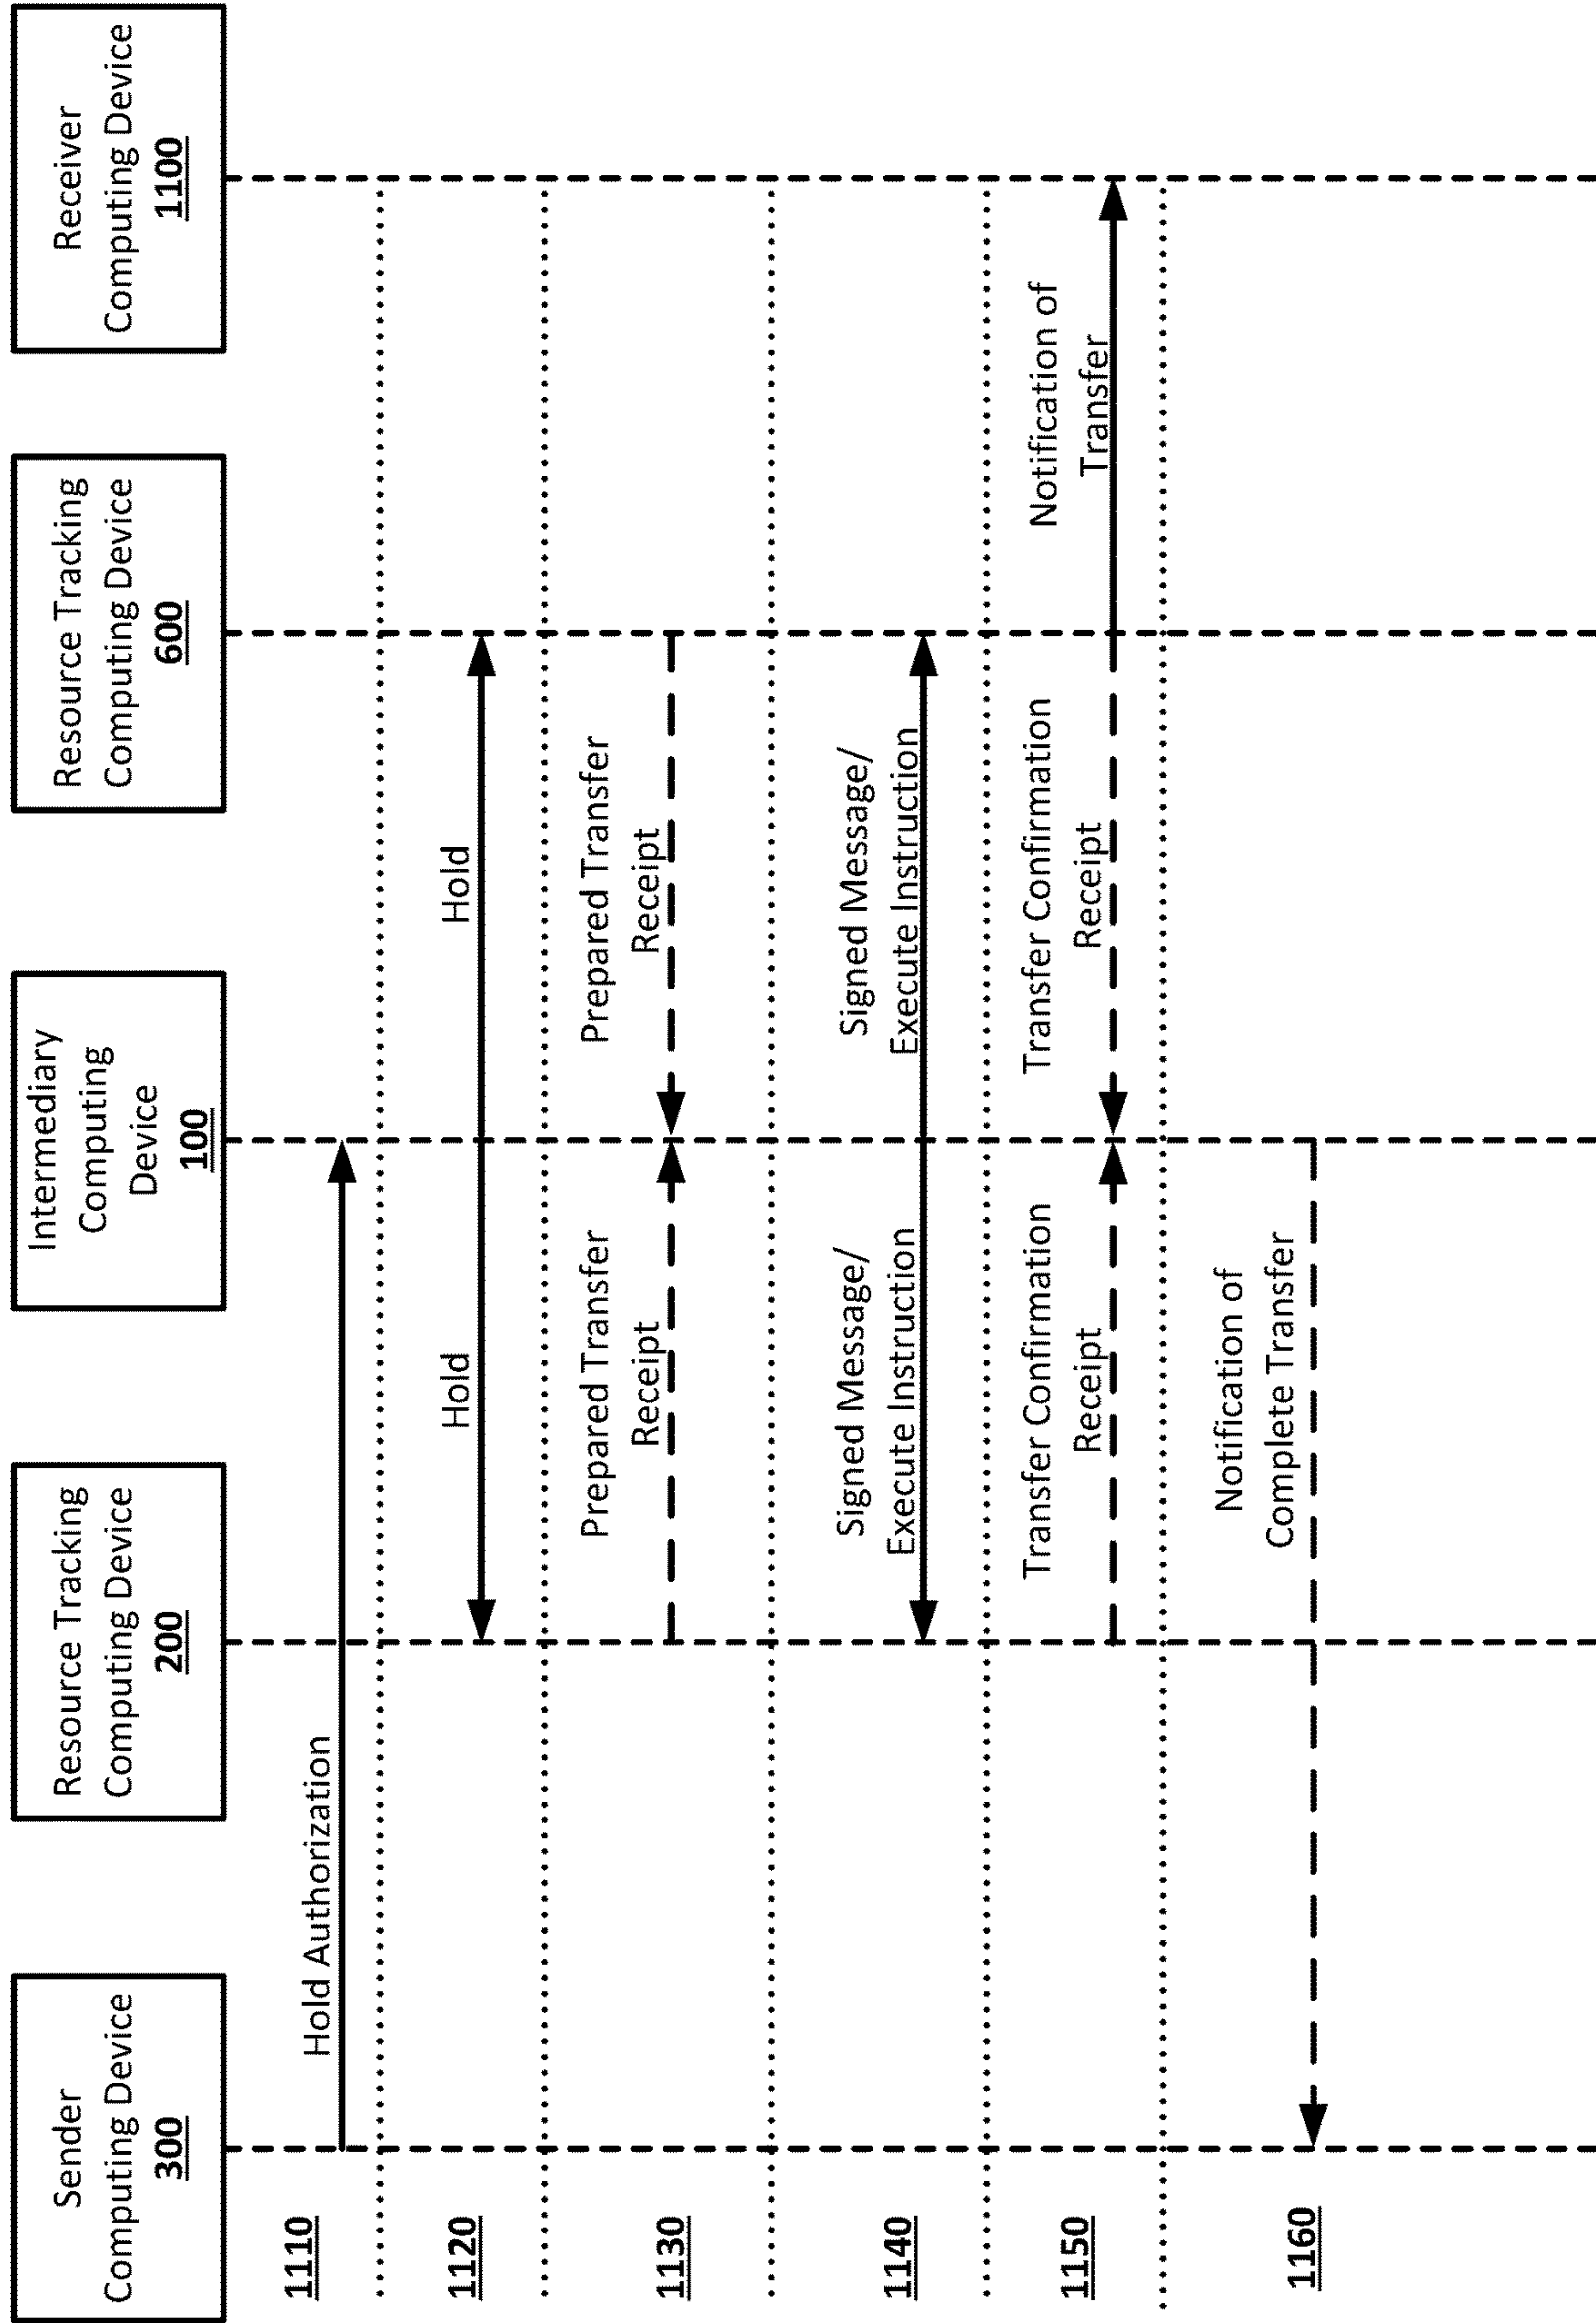 Sender
Computing Device
300
Resource Tracking
Computing Device
200
Intermediary
Computing
Device
100
Resource Tracking
Computing Device
600
Receiver
Computing Device
1100
1110
Hold Authorization
1120
Hold
Hold
1130
Prepared Transfer
Receipt
Prepared Transfer
Receipt
1140
Signed Message/
Execute Instruction
Signed Message/
Execute Instruction
1150
Transfer Confirmation
Receipt
Transfer Confirmation
Receipt
Notification of
Transfer
1160
Notification of
Complete Transfer